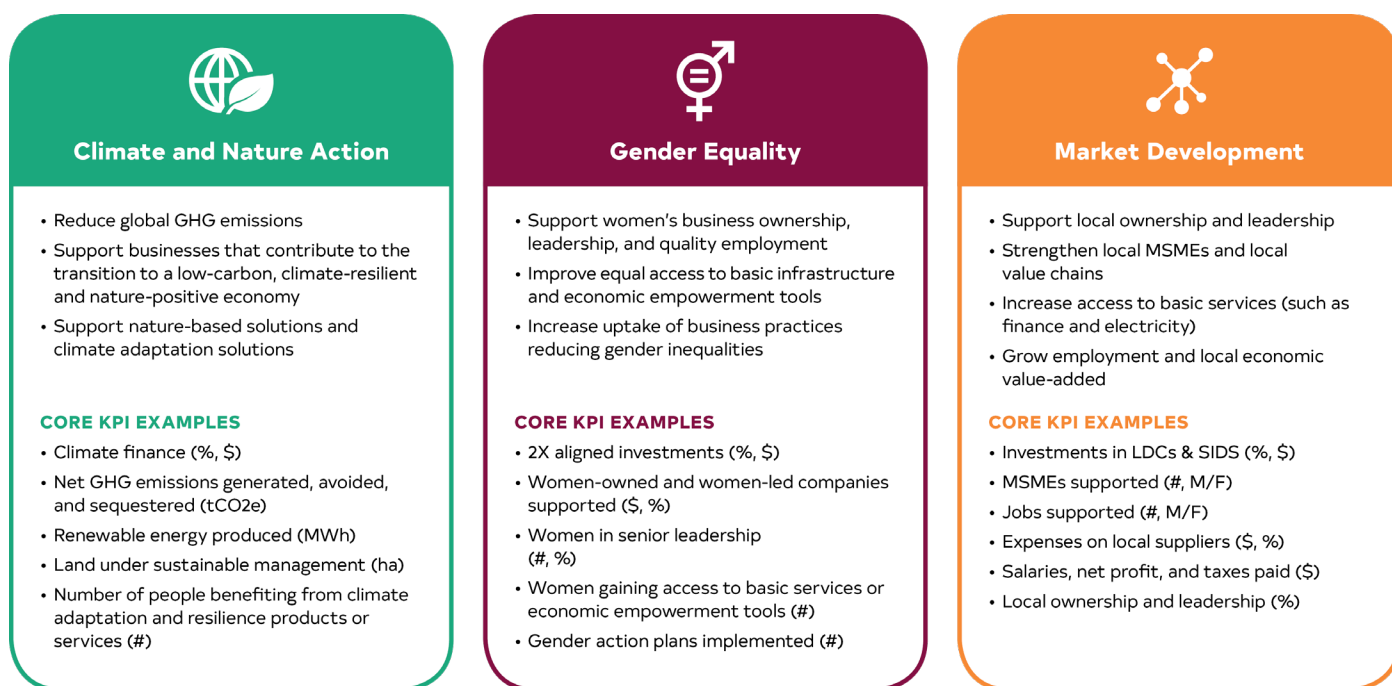 Climate and Nature Action
• Reduce global GHG emissions
• Support businesses that contribute to the
transition to a low-carbon, climate-resilient
and nature-positive economy
• Support nature-based solutions and
climate adaptation solutions
CORE KPI EXAMPLES
• Climate finance (%, $)
• Net GHG emissions generated, avoided,
and sequestered (tCO2e)
• Renewable energy produced (MWh)
• Land under sustainable management (ha)
• Number of people benefiting from climate
adaptation and resilience products or
services (#)
Gender Equality
• Support women’s business ownership,
leadership, and quality employment
• Improve equal access to basic infrastructure
and economic empowerment tools
• Increase uptake of business practices
reducing gender inequalities
CORE KPI EXAMPLES
• 2X aligned investments (%, $)
• Women-owned and women-led companies
supported ($, %)
• Women in senior leadership
(#, %)
• Women gaining access to basic services or
economic empowerment tools (#)
• Gender action plans implemented (#)
Market Development
• Support local ownership and leadership
• Strengthen local MSMEs and local
value chains
• Increase access to basic services (such as
finance and electricity)
• Grow employment and local economic
value-added
CORE KPI EXAMPLES
• Investments in LDCs & SIDS (%, $)
• MSMEs supported (#, M/F)
• Jobs supported (#, M/F)
• Expenses on local suppliers ($, %)
• Salaries, net profit, and taxes paid ($)
• Local ownership and leadership (%)